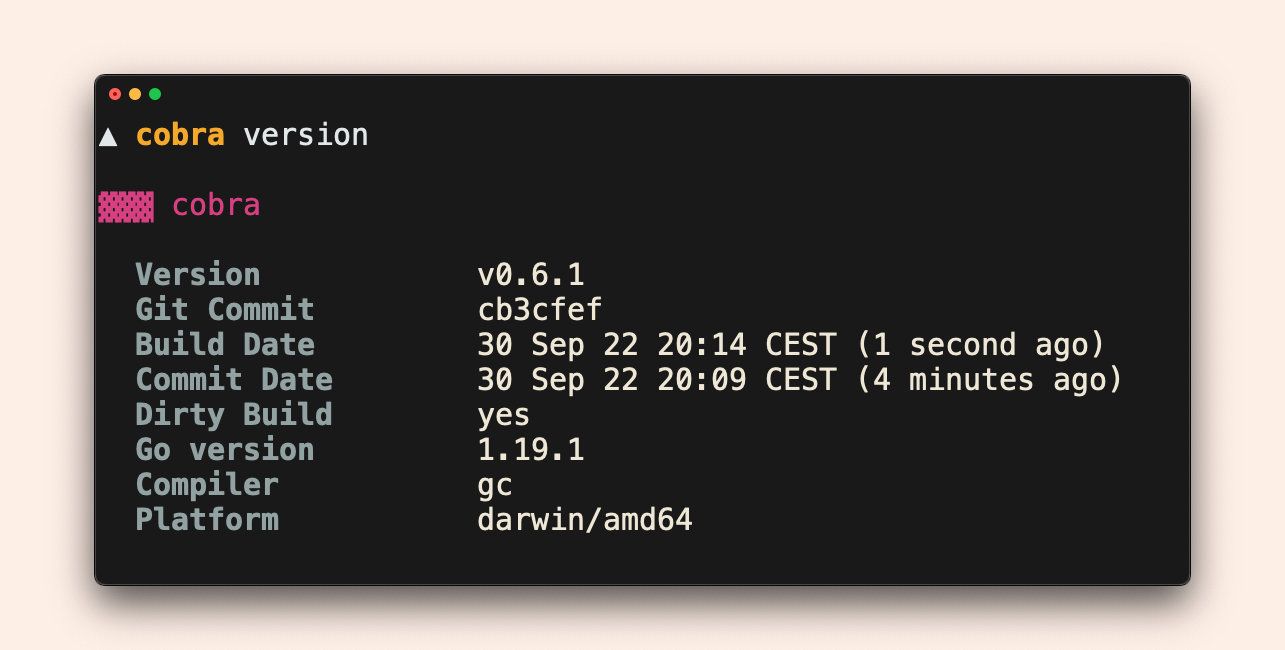 ▲ cobra version
▓▓▓ cobra
Version v0.6.1
Git Commit cb3cfef
Build Date 30 Sep 22 20:14 CEST (1 second ago)
Commit Date 30 Sep 22 20:09 CEST (4 minutes ago)
Dirty Build yes
Go version 1.19.1
Compiler gc
Platform darwin/amd64